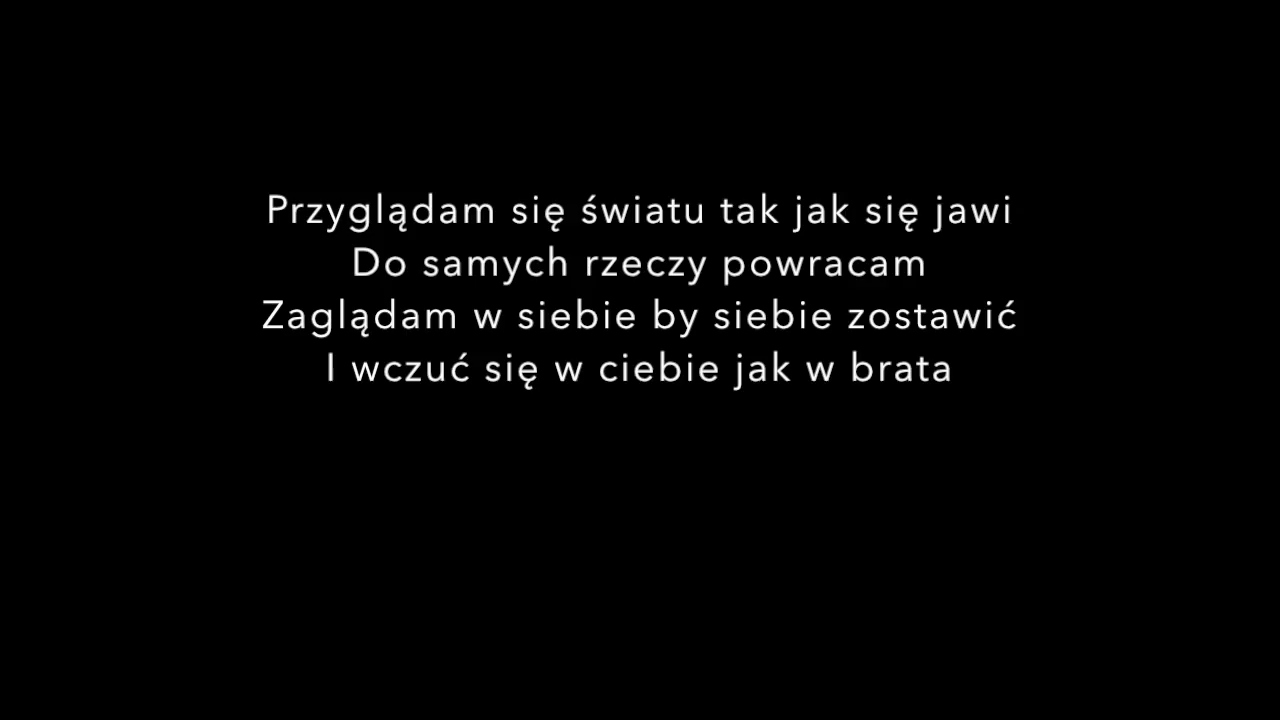 Przyglądam się światu tak jak się jawi
Do samych rzeczy powracam
Zaglądam w siebie by siebie zostawić
I wczuć się w ciebie jak w brata